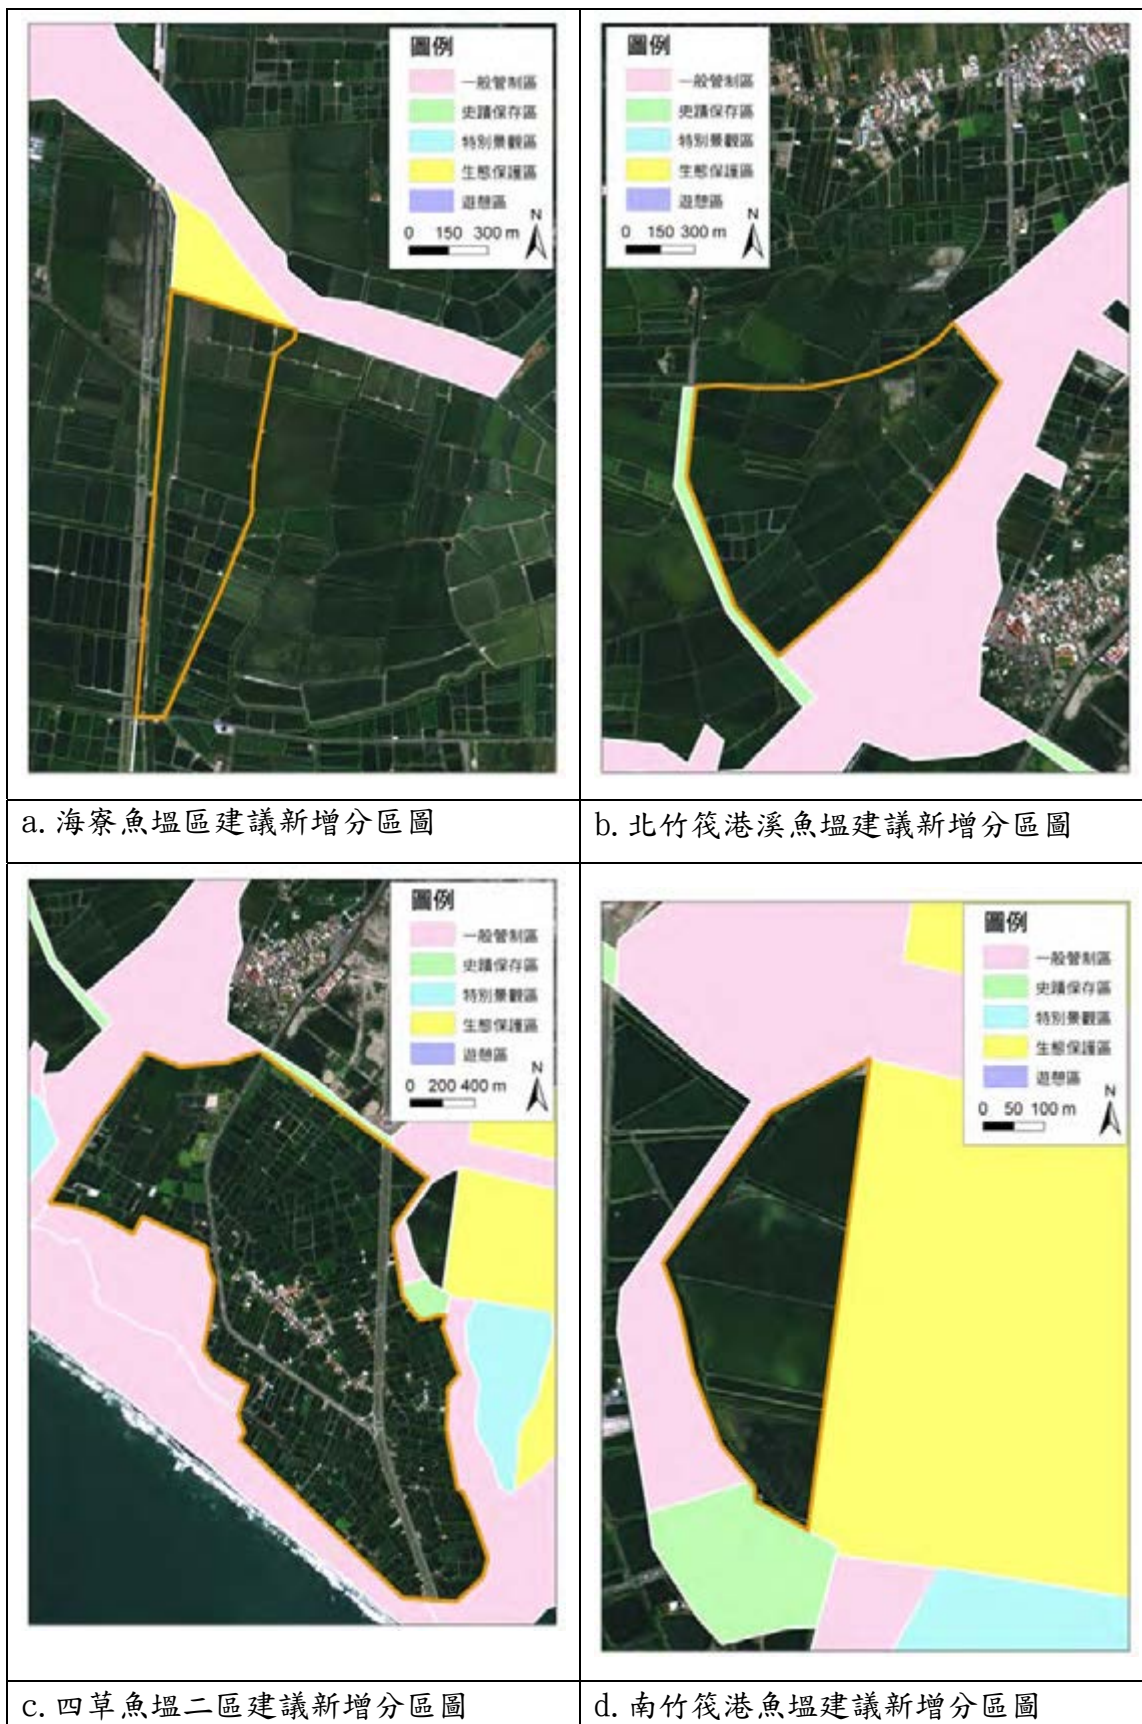 圖例
一般管制區
史蹟保存區
特別景觀區
生態保護區
遊憩區
N
0 150 300 m
圖例
一般管制區
史蹟保存區
特別景觀區
生態保護區
遊憩區
N
0 150 300 m
a. 海寮魚塭區建議新增分區圖
b. 北竹筏港溪魚塭建議新增分區圖
圖例
一般管制區
史蹟保存區
特別景觀區
生態保護區
遊憩區
N
0 200 400 m
圖例
一般管制區
史蹟保存區
特別景觀區
生態保護區
遊憩區
N
0 50 100 m
c. 四草魚塭二區建議新增分區圖
d. 南竹筏港魚塭建議新增分區圖